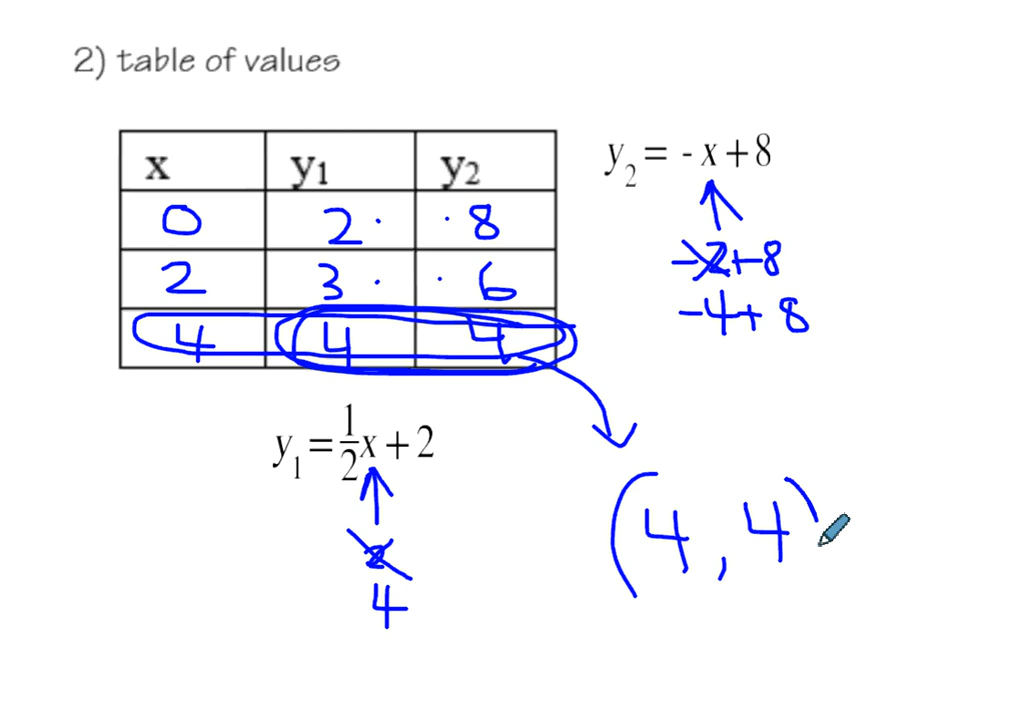 2) table of values
x y₁ y₂
0 2 · · 8
2 3 · · 6
4 4 4
y₂ = - x + 8
-2+8
-4+8
y₁ = 1/2 x + 2
2
4
(4, 4)